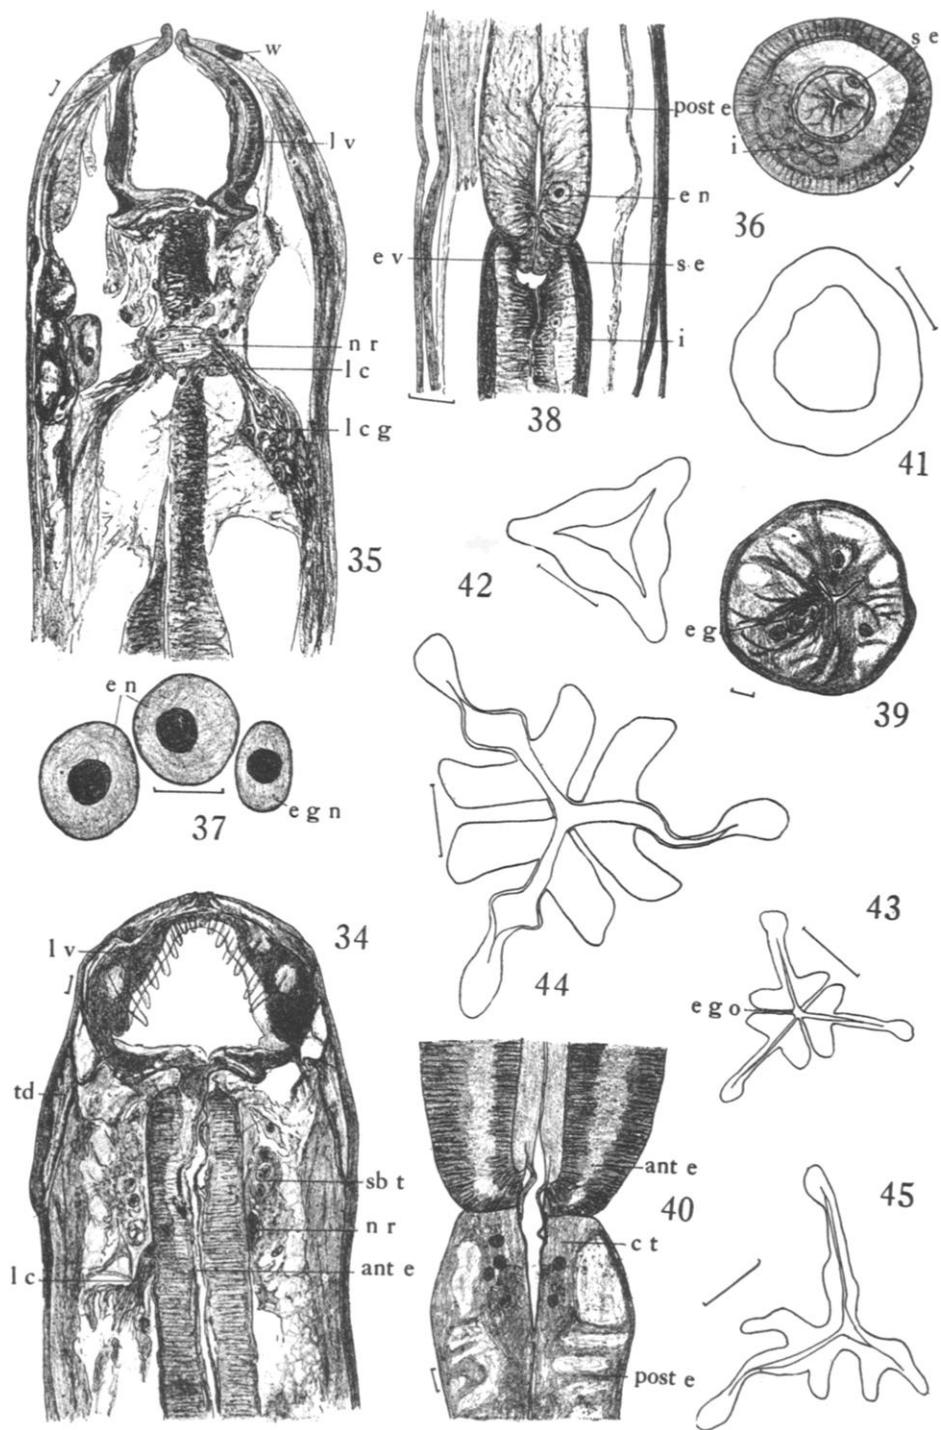 w
l v
n r
l c
l c g
35
post e
e n
e v
s e
i
38
s e
i
36
41
42
e g
39
e n
e g n
37
44
43
e g o
34
l v
td
sb t
n r
ant e
l c
ant e
40
c t
post e
45